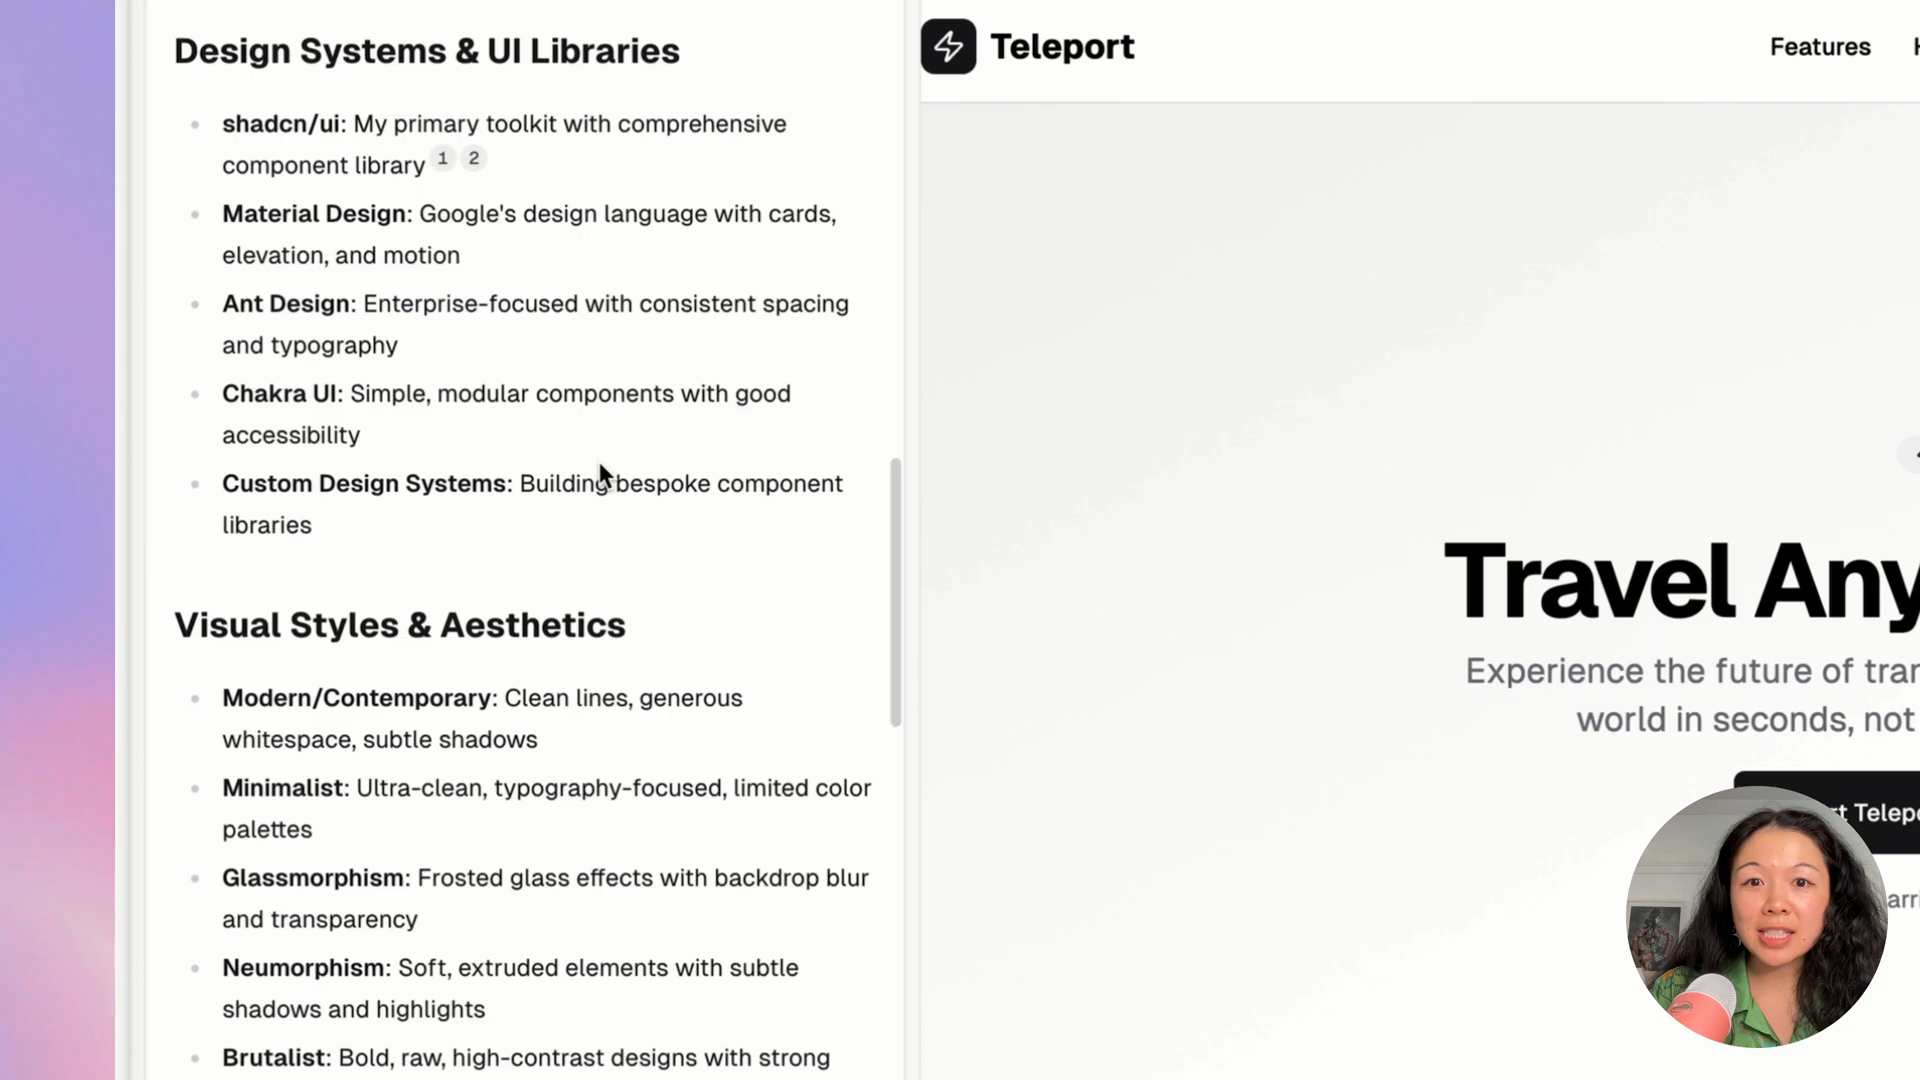 Design Systems & UI Libraries
shadcn/ui: My primary toolkit with comprehensive
component library 1 2
Material Design: Google's design language with cards,
elevation, and motion
Ant Design: Enterprise-focused with consistent spacing
and typography
Chakra UI: Simple, modular components with good
accessibility
Custom Design Systems: Building bespoke component
libraries
Visual Styles & Aesthetics
Modern/Contemporary: Clean lines, generous
whitespace, subtle shadows
Minimalist: Ultra-clean, typography-focused, limited color
palettes
Glassmorphism: Frosted glass effects with backdrop blur
and transparency
Neumorphism: Soft, extruded elements with subtle
shadows and highlights
Brutalist: Bold, raw, high-contrast designs with strong
Teleport
Features
Travel Any
Experience the future of tran
world in seconds, not
rt Telepo
arri